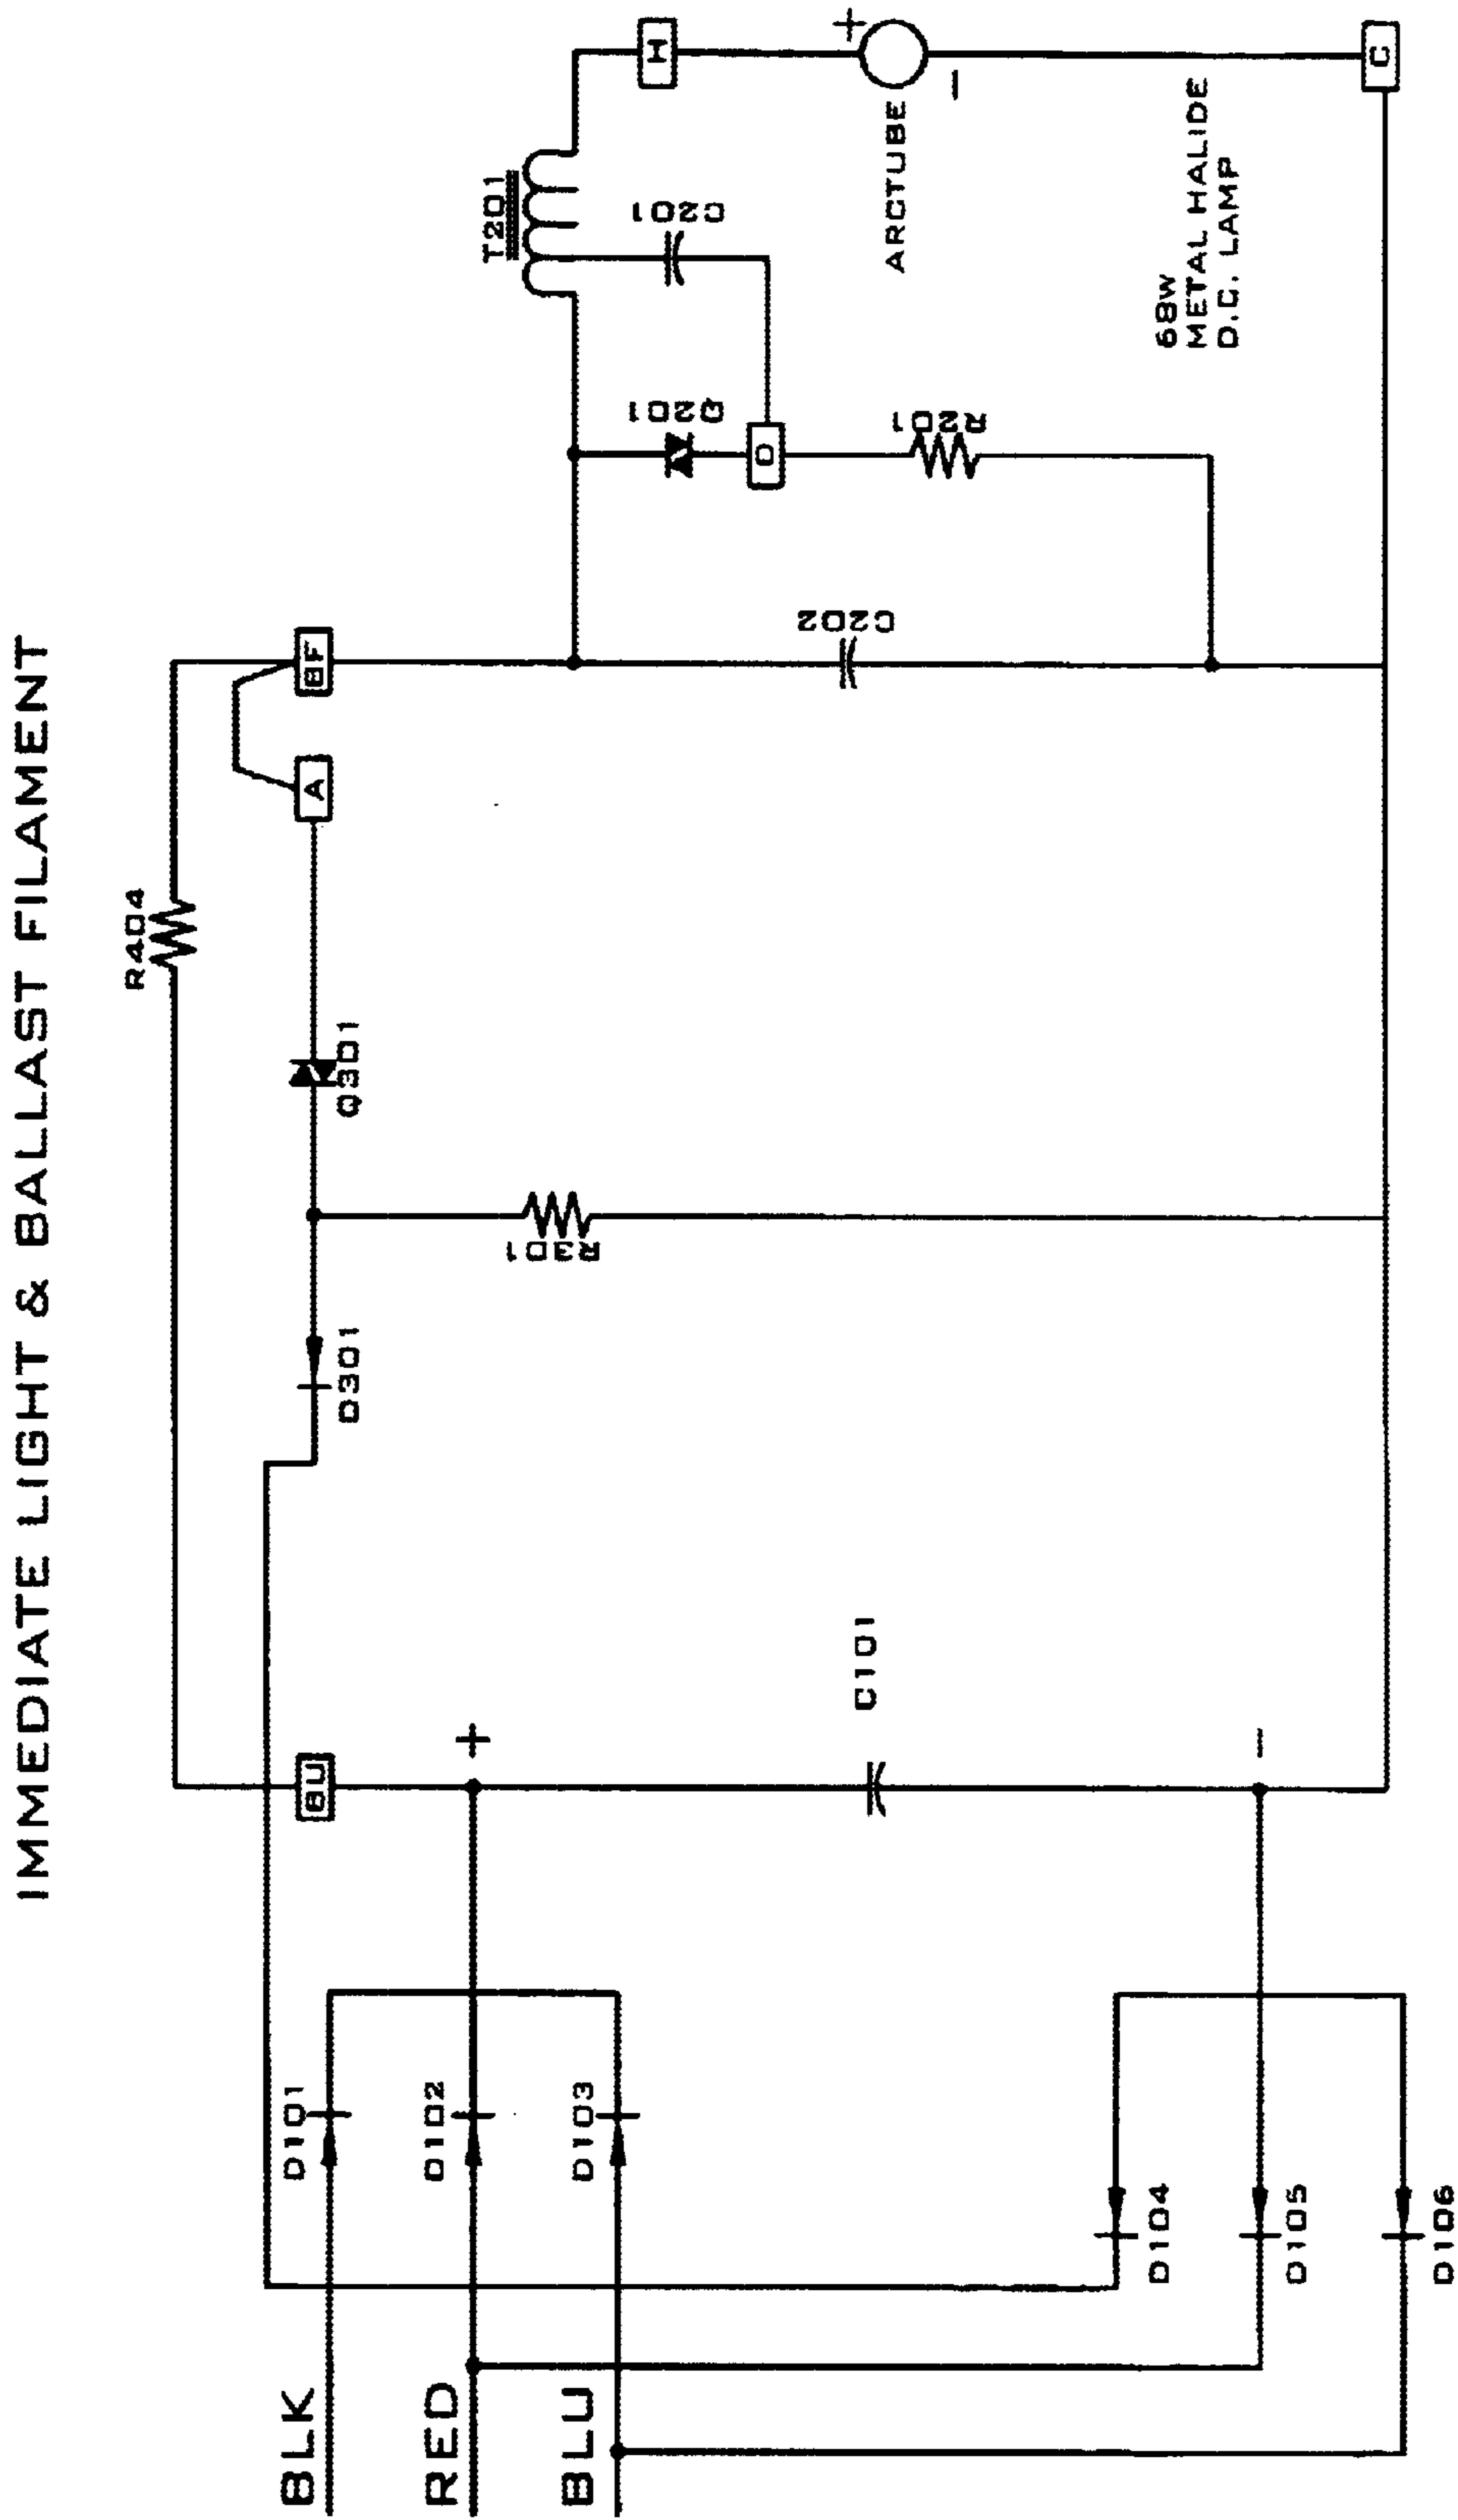 IMMEDIATE LIGHT & BALLAST FILAMENT
R404
BU
D301
Q301
A
BF
R301
T201
C201
I
Q201
D
R201
C202
+
ARCTUBE
−
68W
METAL HALIDE
D.C. LAMP
C
+
C101
−
BLK
D101
RED
D102
BLU
D103
D104
D105
D106